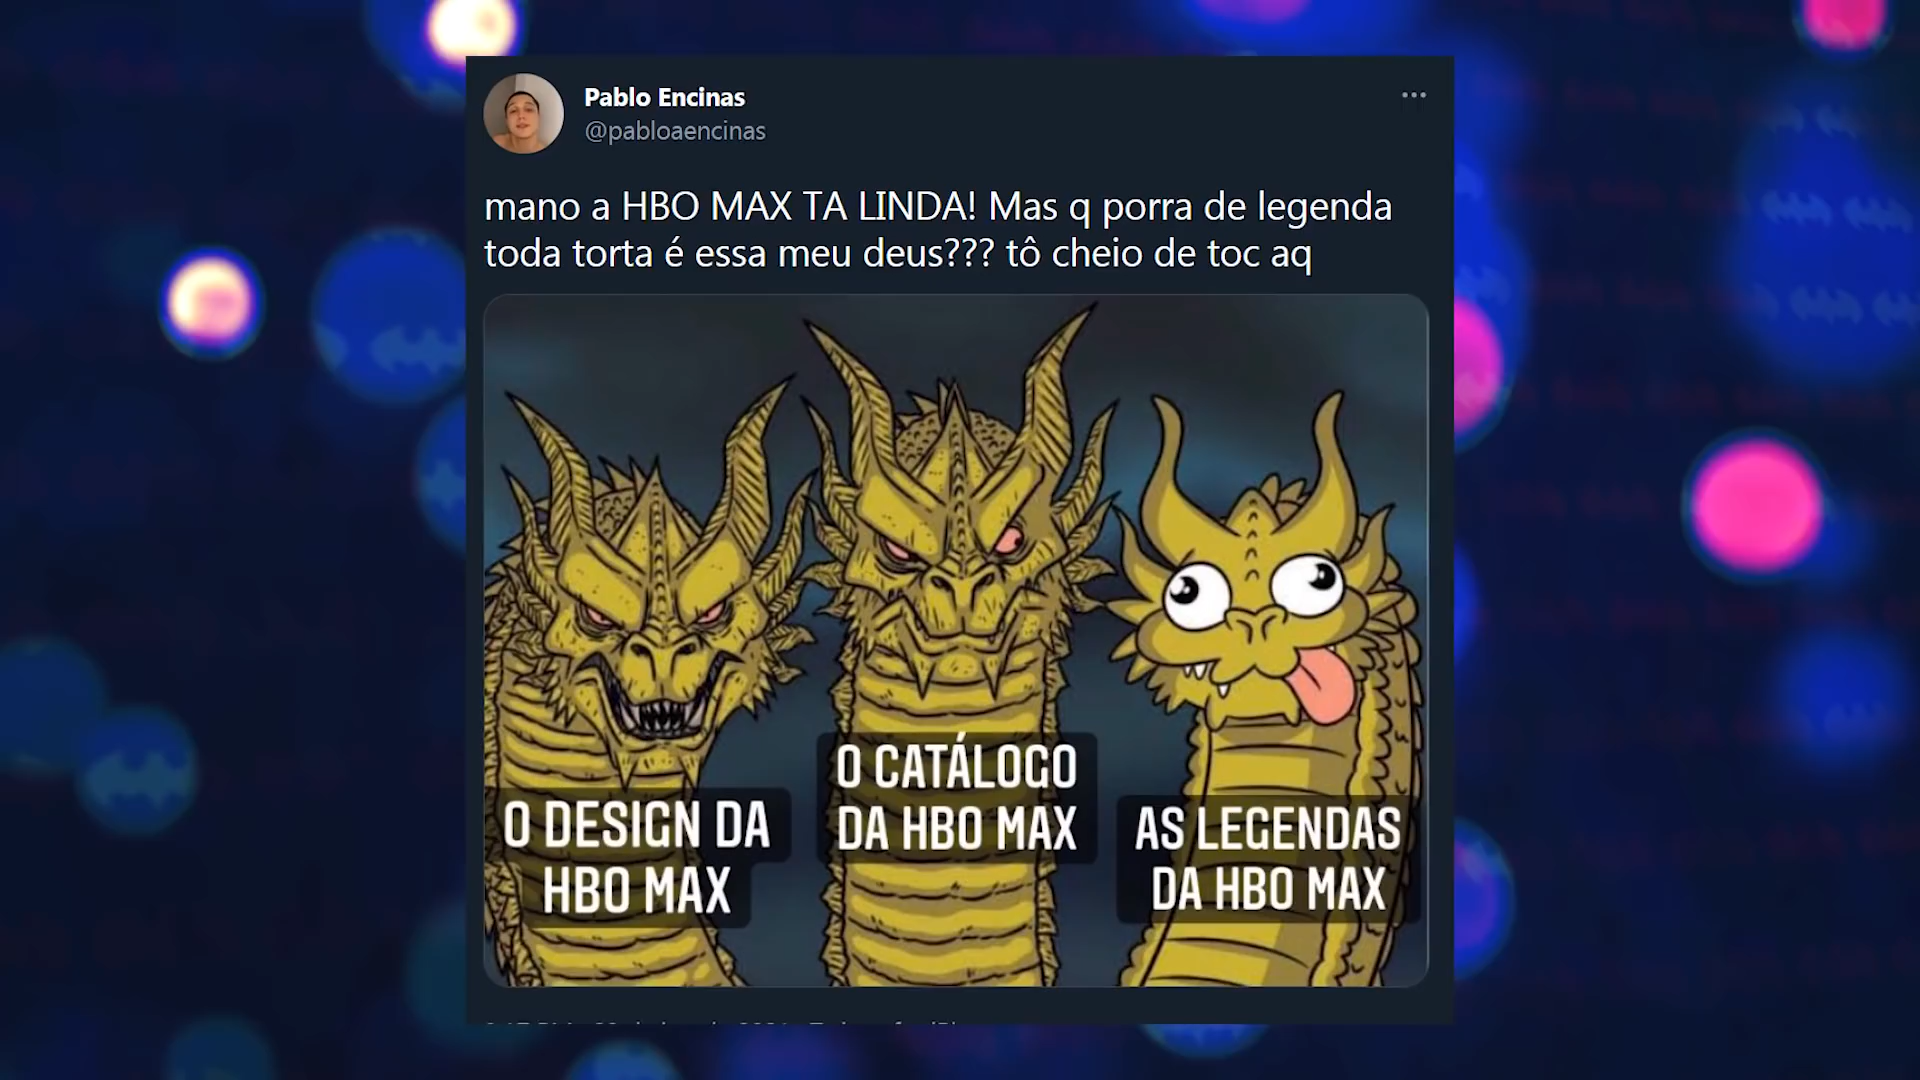 Pablo Encinas
@pabloaencinas
mano a HBO MAX TA LINDA! Mas q porra de legenda
toda torta é essa meu deus??? tô cheio de toc aq
O DESIGN DA
HBO MAX
O CATÁLOGO
DA HBO MAX
AS LEGENDAS
DA HBO MAX